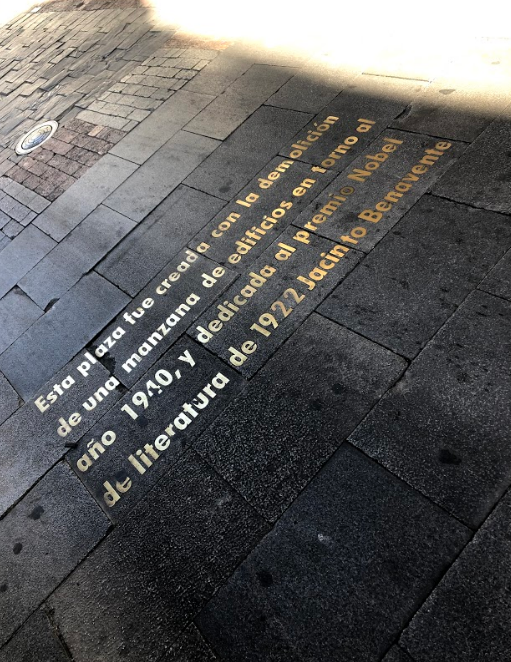 Esta plaza fue creada con la demolición
de una manzana de edificios en torno al
año 1940, y dedicada al premio Nobel
de literatura de 1922 Jacinto Benavente